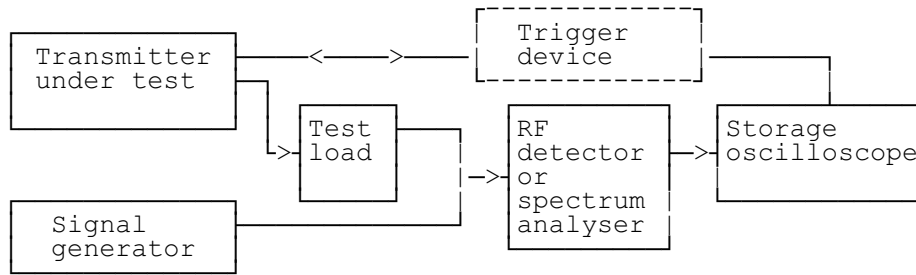 Transmitter
under test
Trigger
device
Test
load
RF
detector
or
spectrum
analyser
Storage
oscilloscope
Signal
generator